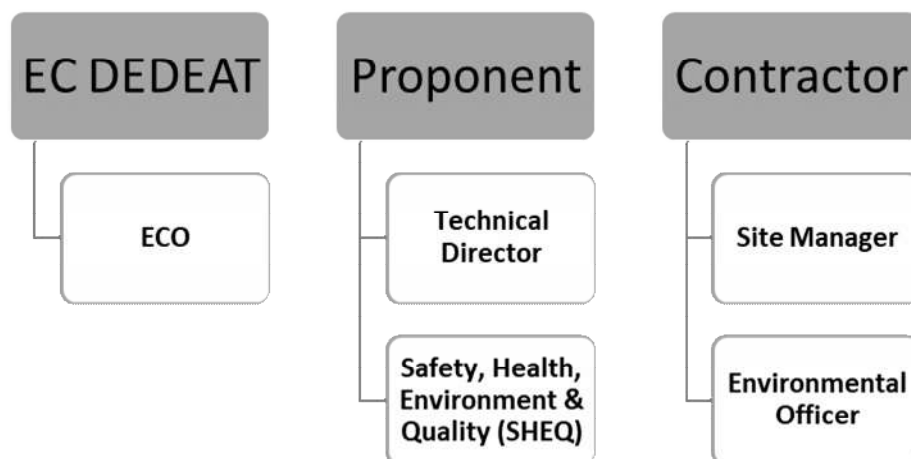 EC DEDEAT
ECO
Proponent
Technical
Director
Safety, Health,
Environment &
Quality (SHEQ)
Contractor
Site Manager
Environmental
Officer